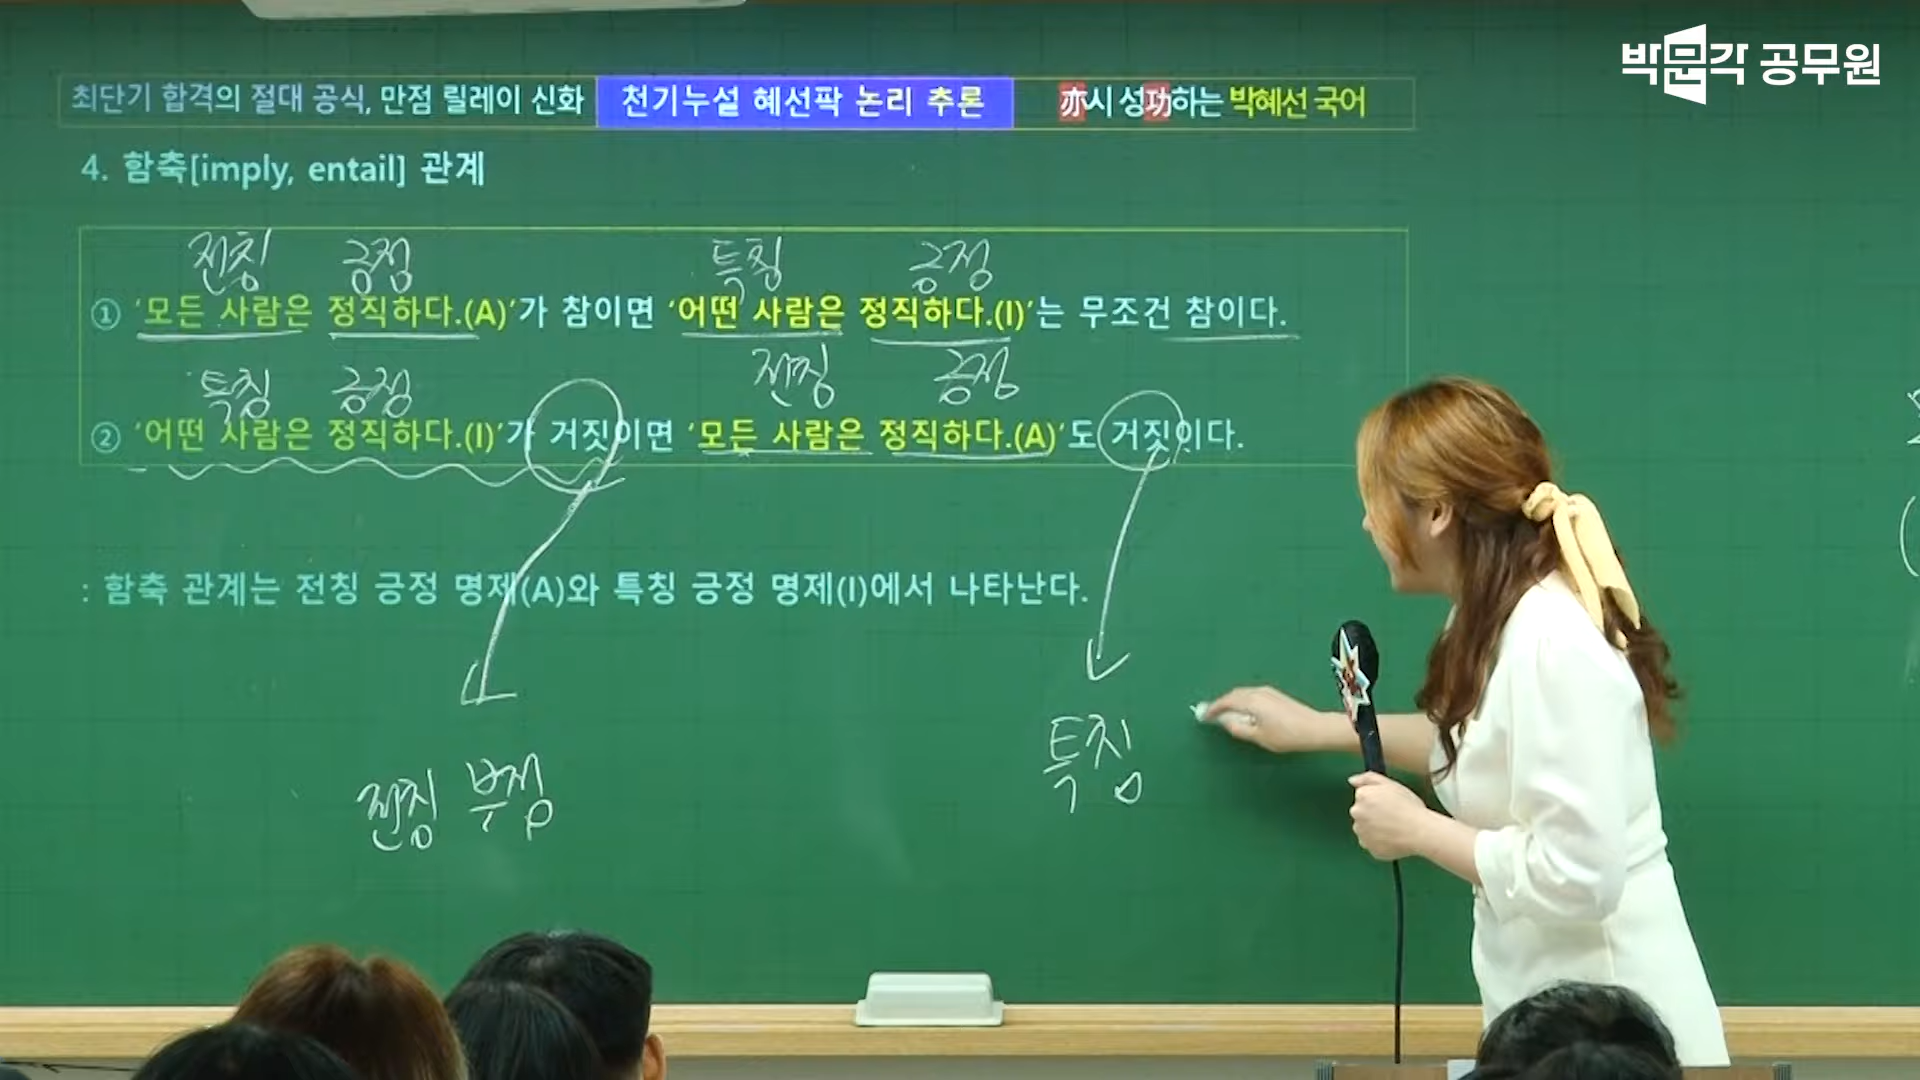 박문각 공무원
최단기 합격의 절대 공식, 만점 릴레이 신화 천기누설 혜선팍 논리 추론 亦시 성功하는 박혜선 국어
4. 함축[imply, entail] 관계
전칭 긍정 특칭 긍정
① ‘모든 사람은 정직하다.(A)’가 참이면 ‘어떤 사람은 정직하다.(I)’는 무조건 참이다.
특칭 긍정 전칭 긍정
② ‘어떤 사람은 정직하다.(I)’가 거짓이면 ‘모든 사람은 정직하다.(A)’도 거짓이다.
: 함축 관계는 전칭 긍정 명제(A)와 특칭 긍정 명제(I)에서 나타난다.
특칭
전칭 부정